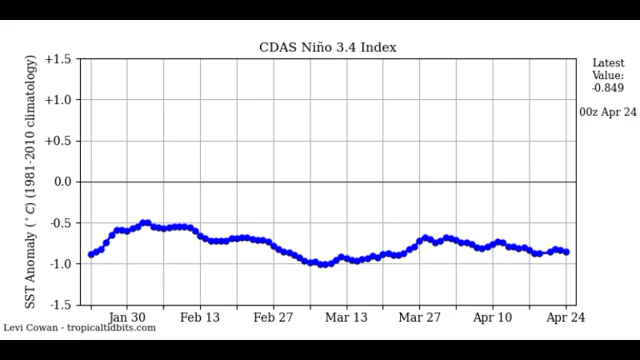 CDAS Niño 3.4 Index
SST Anomaly (°C) (1981-2010 climatology)
+1.5
+1.0
+0.5
0.0
-0.5
-1.0
-1.5
Jan 30 Feb 13 Feb 27 Mar 13 Mar 27 Apr 10 Apr 24
Latest
Value:
-0.849
00z Apr 24
Levi Cowan - tropicaltidbits.com